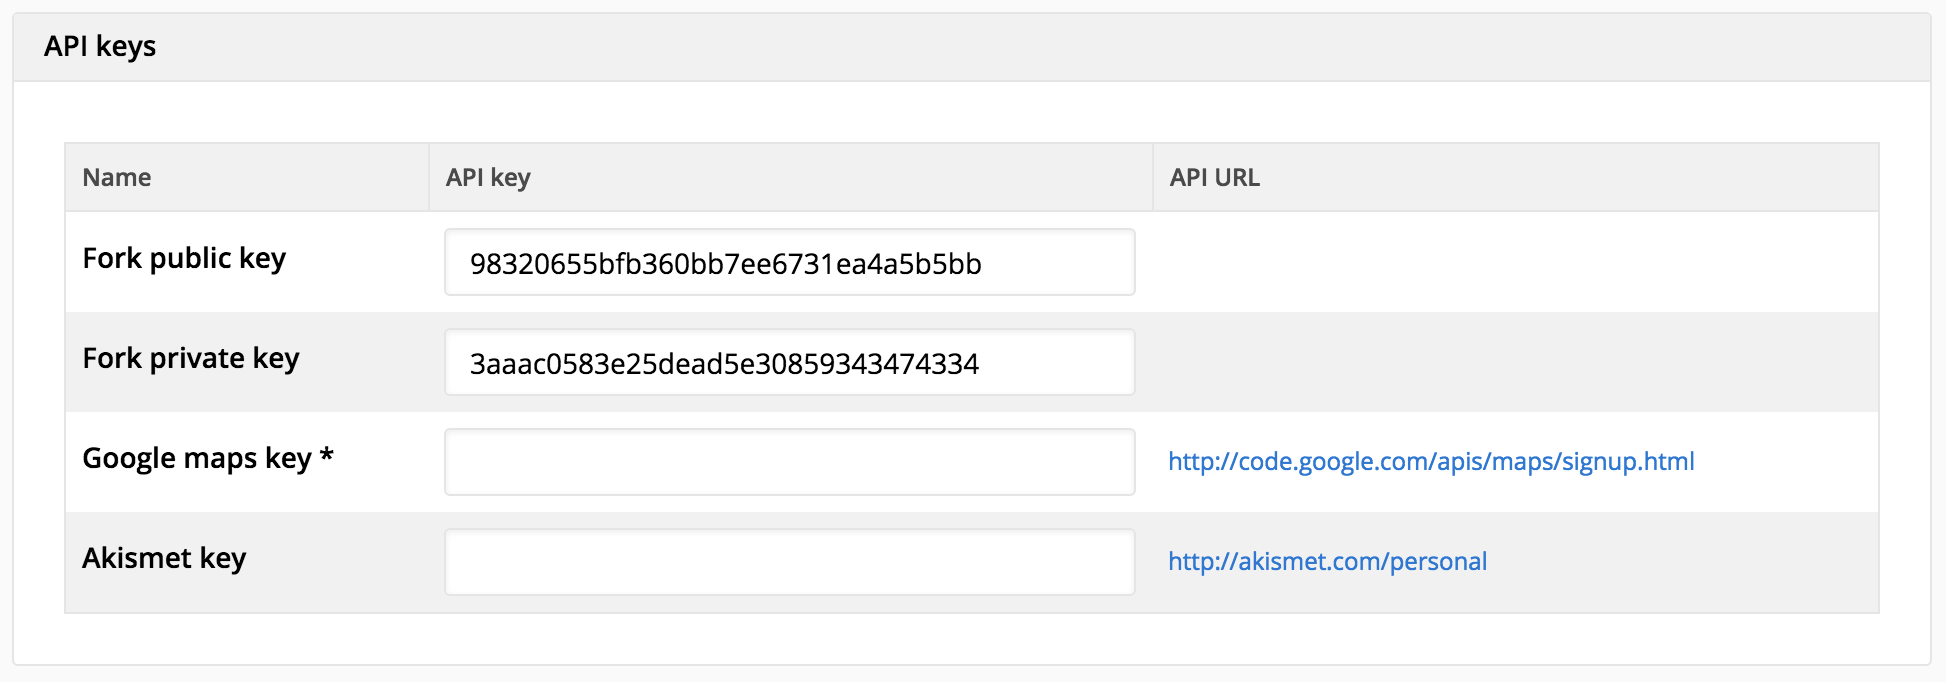 API keys
Name API key API URL
Fork public key 98320655bfb360bb7ee6731ea4a5b5bb
Fork private key 3aaac0583e25dead5e30859343474334
Google maps key * http://code.google.com/apis/maps/signup.html
Akismet key http://akismet.com/personal